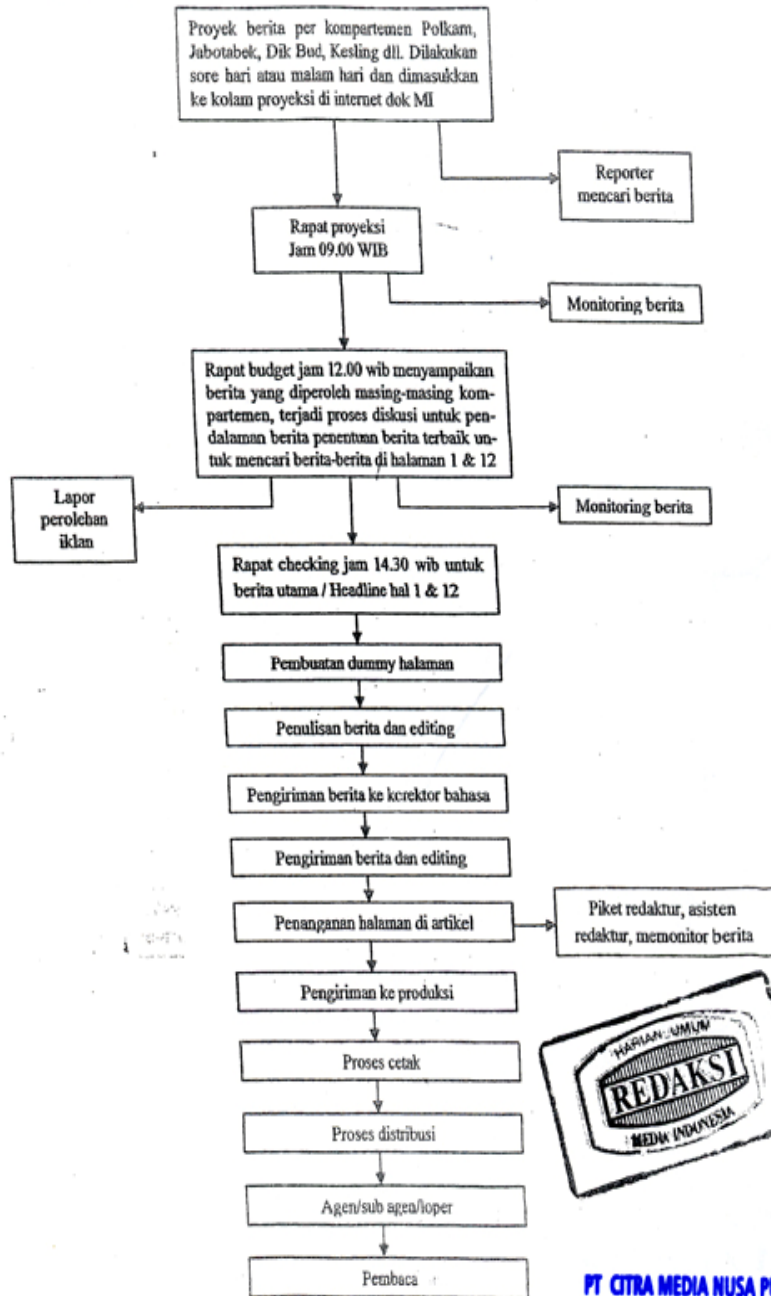 Proyek berita per kompartemen Polkam,
Jabotabek, Dik Bud, Kesling dll. Dilakukan
sore hari atau malam hari dan dimasukkan
ke kolam proyeksi di internet dok MI
Reporter
mencari berita
Rapat proyeksi
Jam 09.00 WIB
Monitoring berita
Rapat budget jam 12.00 wib menyampaikan
berita yang diperoleh masing-masing kom-
partemen, terjadi proses diskusi untuk pen-
dalaman berita penentuan berita terbaik un-
tuk mencari berita-berita di halaman 1 & 12
Lapor
perolehan
iklan
Monitoring berita
Rapat checking jam 14.30 wib untuk
berita utama / Headline hal 1 & 12
Pembuatan dummy halaman
Penulisan berita dan editing
Pengiriman berita ke korektor bahasa
Pengiriman berita dan editing
Penanganan halaman di artikel
Piket redaktur, asisten
redaktur, memonitor berita
Pengiriman ke produksi
HARIAN UMUM
REDAKSI
MEDIA INDONESIA
Proses cetak
Proses distribusi
Agen/sub agen/loper
Pembaca
PT CITRA MEDIA NUSA